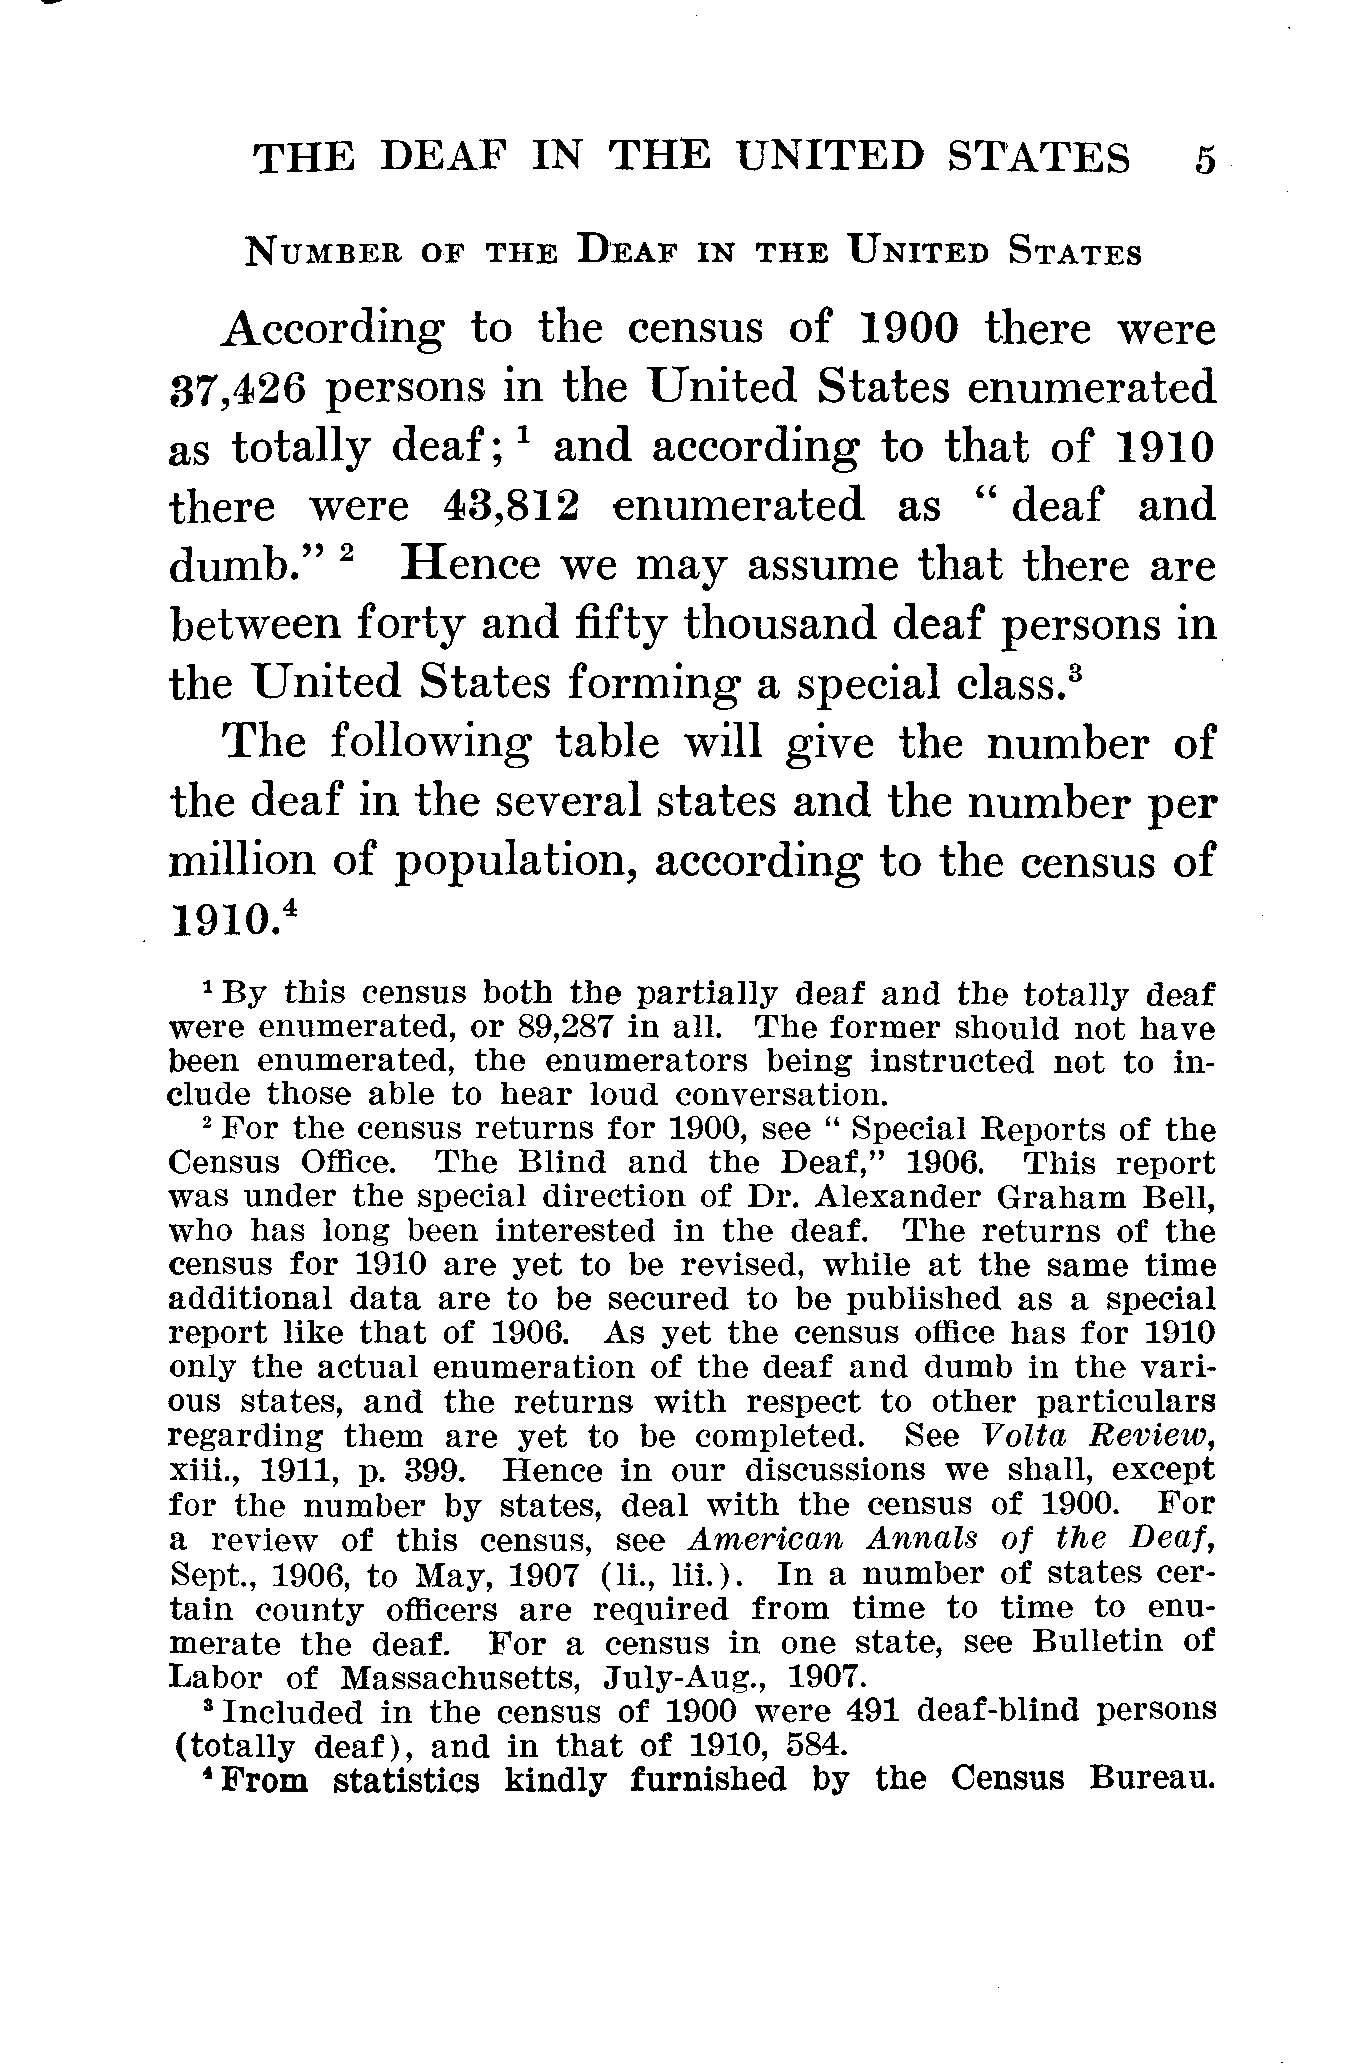 THE DEAF IN THE UNITED STATES 5
NUMBER OF THE DEAF IN THE UNITED STATES
According to the census of 1900 there were
37,426 persons in the United States enumerated
as totally deaf; ¹ and according to that of 1910
there were 43,812 enumerated as " deaf and
dumb." ² Hence we may assume that there are
between forty and fifty thousand deaf persons in
the United States forming a special class.³
The following table will give the number of
the deaf in the several states and the number per
million of population, according to the census of
1910.⁴
¹ By this census both the partially deaf and the totally deaf
were enumerated, or 89,287 in all. The former should not have
been enumerated, the enumerators being instructed not to in-
clude those able to hear loud conversation.
² For the census returns for 1900, see " Special Reports of the
Census Office. The Blind and the Deaf," 1906. This report
was under the special direction of Dr. Alexander Graham Bell,
who has long been interested in the deaf. The returns of the
census for 1910 are yet to be revised, while at the same time
additional data are to be secured to be published as a special
report like that of 1906. As yet the census office has for 1910
only the actual enumeration of the deaf and dumb in the vari-
ous states, and the returns with respect to other particulars
regarding them are yet to be completed. See Volta Review,
xiii., 1911, p. 399. Hence in our discussions we shall, except
for the number by states, deal with the census of 1900. For
a review of this census, see American Annals of the Deaf,
Sept., 1906, to May, 1907 (li., lii.). In a number of states cer-
tain county officers are required from time to time to enu-
merate the deaf. For a census in one state, see Bulletin of
Labor of Massachusetts, July-Aug., 1907.
³ Included in the census of 1900 were 491 deaf-blind persons
(totally deaf), and in that of 1910, 584.
⁴ From statistics kindly furnished by the Census Bureau.